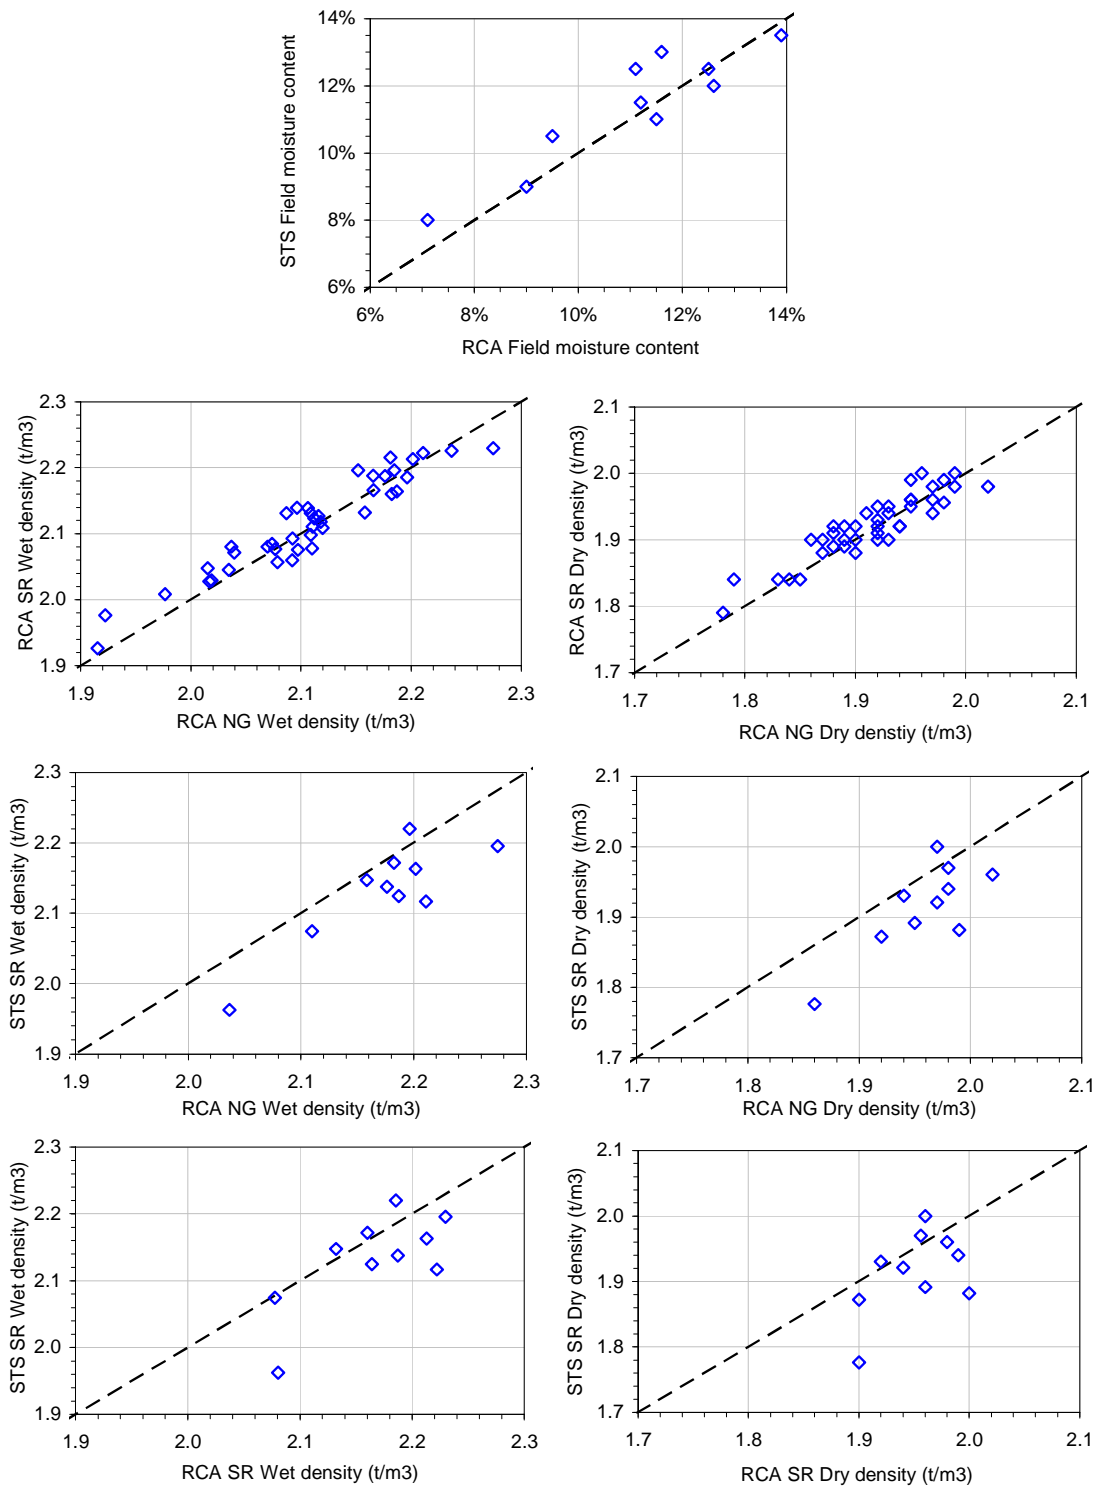 14%
12%
10%
8%
6%
STS Field moisture content
6% 8% 10% 12% 14%
RCA Field moisture content
2.3
2.2
2.1
2.0
1.9
RCA SR Wet density (t/m3)
1.9 2.0 2.1 2.2 2.3
RCA NG Wet density (t/m3)
2.1
2.0
1.9
1.8
1.7
RCA SR Dry density (t/m3)
1.7 1.8 1.9 2.0 2.1
RCA NG Dry denstiy (t/m3)
2.3
2.2
2.1
2.0
1.9
STS SR Wet density (t/m3)
1.9 2.0 2.1 2.2 2.3
RCA NG Wet density (t/m3)
2.1
2.0
1.9
1.8
1.7
STS SR Dry density (t/m3)
1.7 1.8 1.9 2.0 2.1
RCA NG Dry density (t/m3)
2.3
2.2
2.1
2.0
1.9
STS SR Wet density (t/m3)
1.9 2.0 2.1 2.2 2.3
RCA SR Wet density (t/m3)
2.1
2.0
1.9
1.8
1.7
STS SR Dry density (t/m3)
1.7 1.8 1.9 2.0 2.1
RCA SR Dry density (t/m3)